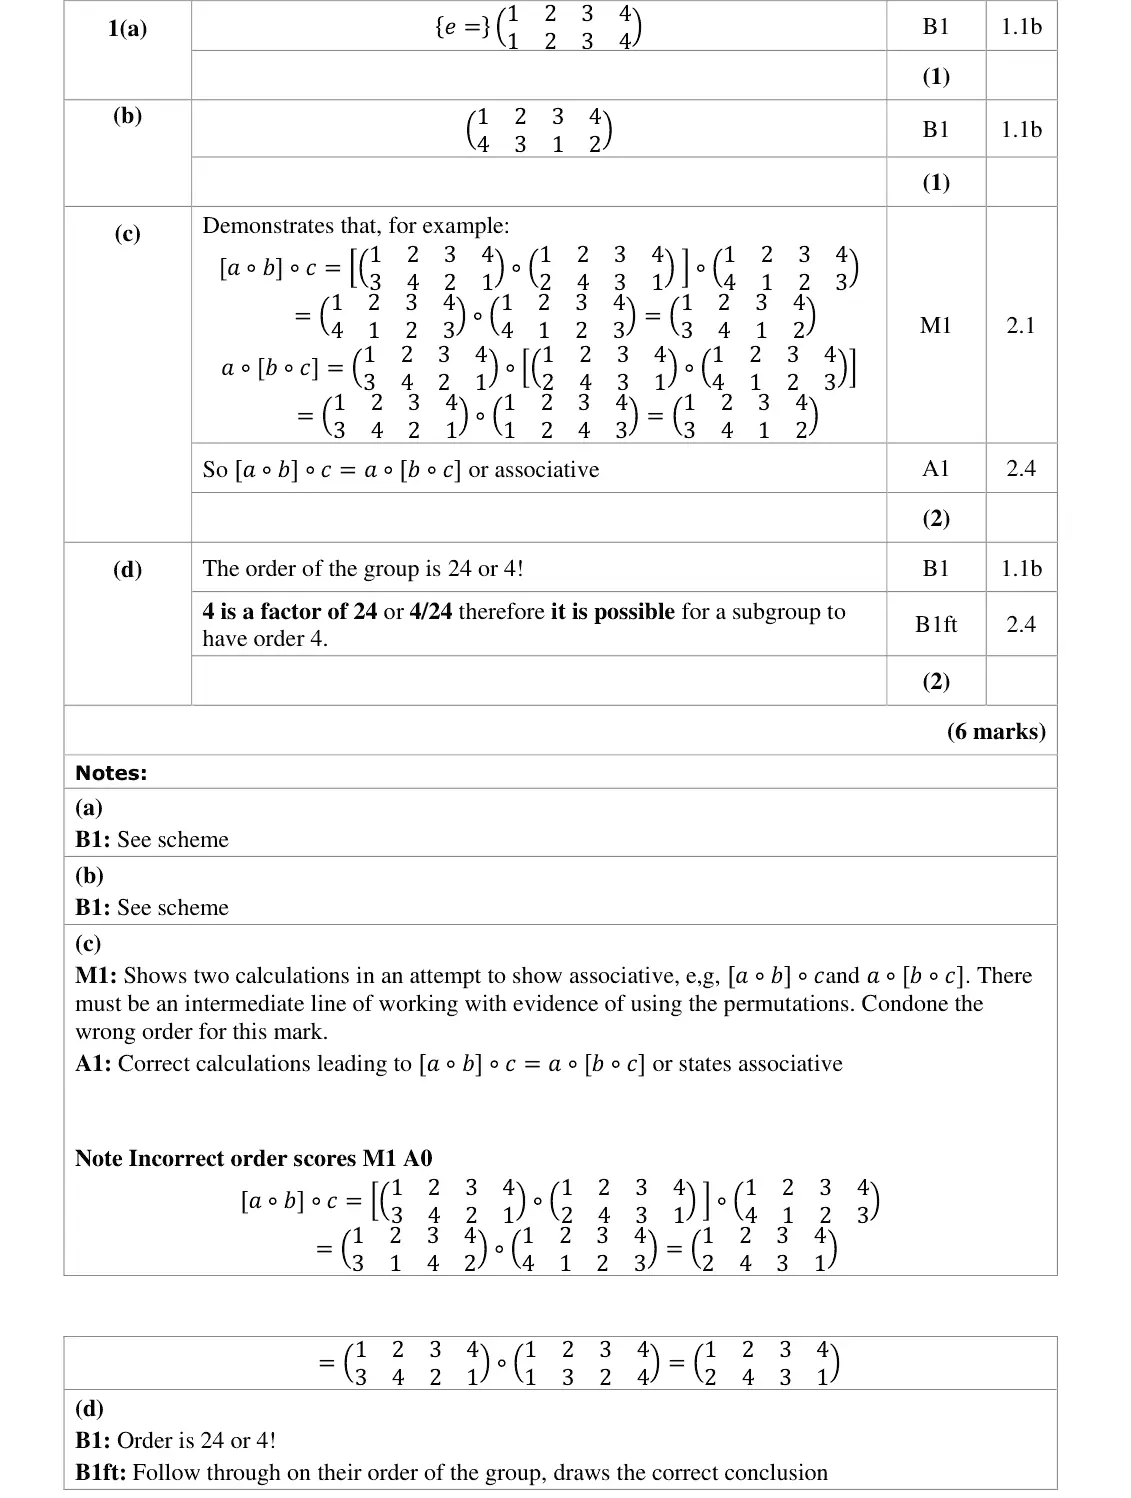 1(a) {e =} (1 2 3 4 B1 1.1b
1 2 3 4)
(1)
(b) (1 2 3 4 B1 1.1b
4 3 1 2)
(1)
(c) Demonstrates that, for example:
[a ∘ b] ∘ c = [(1 2 3 4 / 3 4 2 1) ∘ (1 2 3 4 / 2 4 3 1)] ∘ (1 2 3 4 / 4 1 2 3)
= (1 2 3 4 / 4 1 2 3) ∘ (1 2 3 4 / 4 1 2 3) = (1 2 3 4 / 3 4 1 2)
M1 2.1
a ∘ [b ∘ c] = (1 2 3 4 / 3 4 2 1) ∘ [(1 2 3 4 / 2 4 3 1) ∘ (1 2 3 4 / 4 1 2 3)]
= (1 2 3 4 / 3 4 2 1) ∘ (1 2 3 4 / 1 2 4 3) = (1 2 3 4 / 3 4 1 2)
So [a ∘ b] ∘ c = a ∘ [b ∘ c] or associative A1 2.4
(2)
(d) The order of the group is 24 or 4! B1 1.1b
4 is a factor of 24 or 4/24 therefore it is possible for a subgroup to
have order 4. B1ft 2.4
(2)
(6 marks)
Notes:
(a)
B1: See scheme
(b)
B1: See scheme
(c)
M1: Shows two calculations in an attempt to show associative, e,g, [a ∘ b] ∘ cand a ∘ [b ∘ c]. There
must be an intermediate line of working with evidence of using the permutations. Condone the
wrong order for this mark.
A1: Correct calculations leading to [a ∘ b] ∘ c = a ∘ [b ∘ c] or states associative
Note Incorrect order scores M1 A0
[a ∘ b] ∘ c = [(1 2 3 4 / 3 4 2 1) ∘ (1 2 3 4 / 2 4 3 1)] ∘ (1 2 3 4 / 4 1 2 3)
= (1 2 3 4 / 3 1 4 2) ∘ (1 2 3 4 / 4 1 2 3) = (1 2 3 4 / 2 4 3 1)
= (1 2 3 4 / 3 4 2 1) ∘ (1 2 3 4 / 1 3 2 4) = (1 2 3 4 / 2 4 3 1)
(d)
B1: Order is 24 or 4!
B1ft: Follow through on their order of the group, draws the correct conclusion